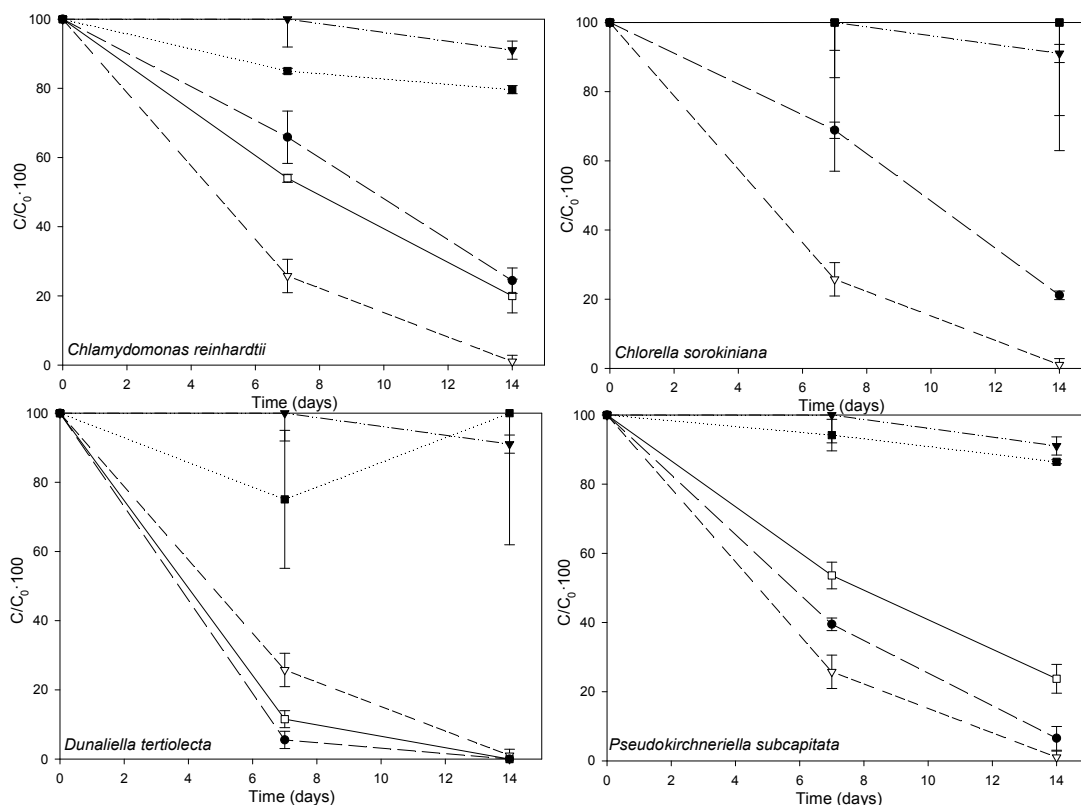 100
80
60
40
20
0
C/C₀·100
Chlamydomonas reinhardtii
0 2 4 6 8 10 12 14
Time (days)
100
80
60
40
20
0
C/C₀·100
Chlorella sorokiniana
0 2 4 6 8 10 12 14
Time (days)
100
80
60
40
20
0
C/C₀·100
Dunaliella tertiolecta
0 2 4 6 8 10 12 14
Time (days)
100
80
60
40
20
0
C/C₀·100
Pseudokirchneriella subcapitata
0 2 4 6 8 10 12 14
Time (days)